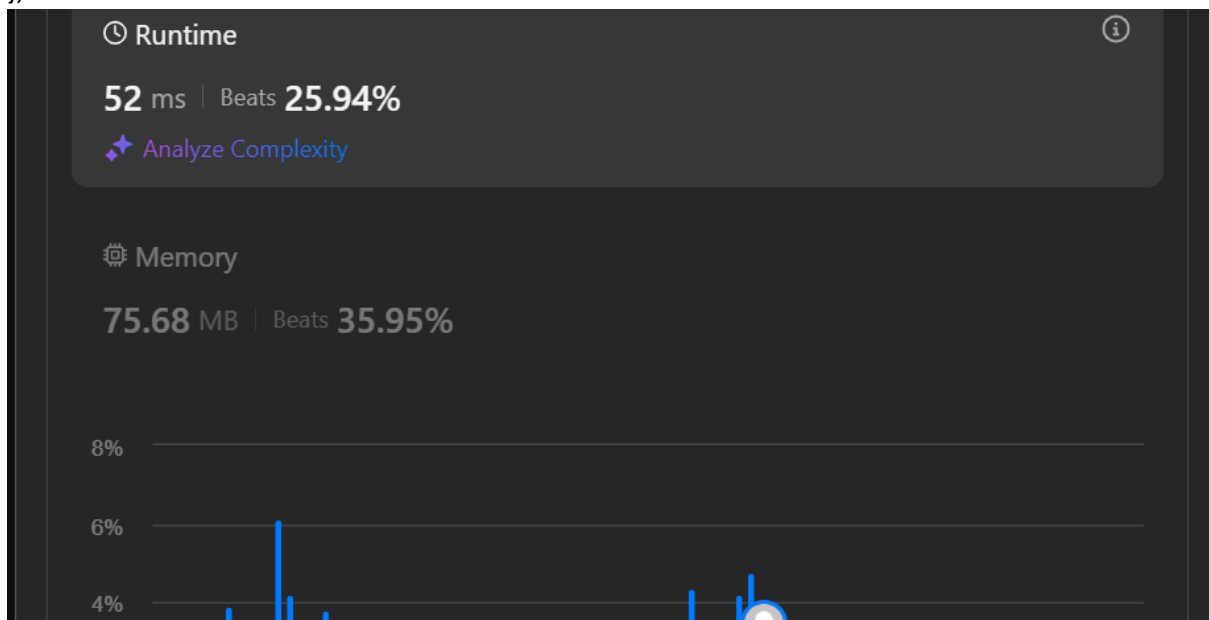 Runtime
52 ms Beats 25.94%
Analyze Complexity
Memory
75.68 MB Beats 35.95%
8%
6%
4%